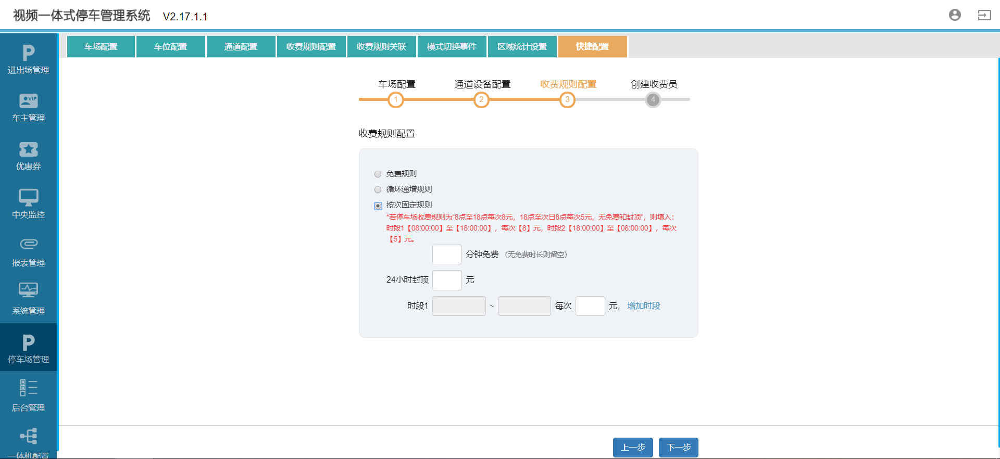 视频一体式停车管理系统 V2.17.1.1
车场配置 车位配置 通道配置 收费规则配置 收费规则关联 模式切换事件 区域统计设置 快捷配置
P
进出场管理
VIP
车主管理
优惠券
中央监控
报表管理
系统管理
P
停车场管理
后台管理
一体机配置
车场配置 通道设备配置 收费规则配置 创建收费员
1 2 3 4
收费规则配置
免费规则
循环递增规则
按次固定规则
*若停车场收费规则为“8点至18点每次8元，18点至次日8点每次5元，无免费和封顶”，则填入：
时段1【08:00:00】至【18:00:00】，每次【8】元，时段2【18:00:00】至【08:00:00】，每次
【5】元。
分钟免费 （无免费时长则留空）
24小时封顶 元
时段1 ~ 每次 元， 增加时段
上一步 下一步